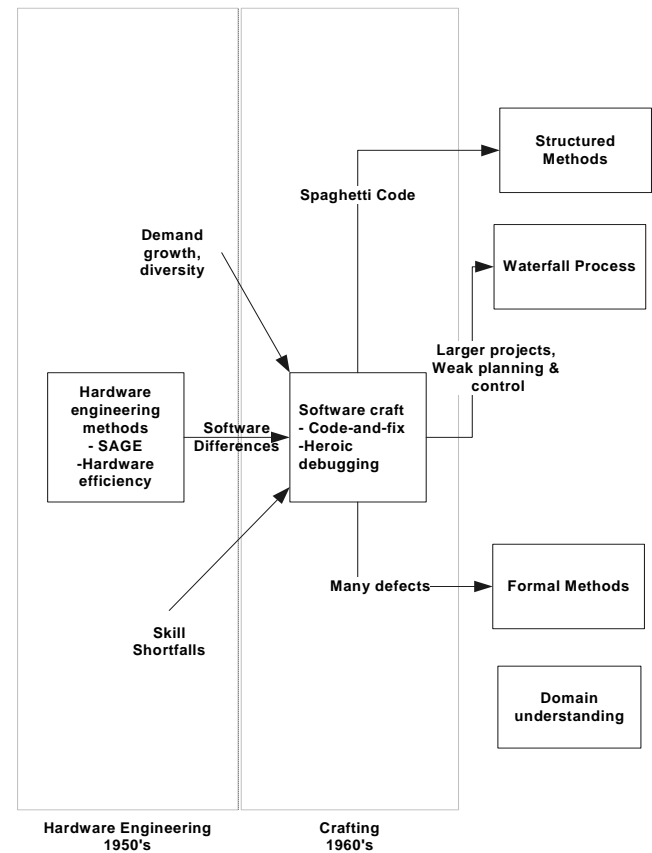 Structured
Methods
Spaghetti Code
Demand
growth,
diversity
Waterfall Process
Larger projects,
Weak planning &
control
Hardware
engineering
methods
- SAGE
-Hardware
efficiency
Software
Differences
Software craft
- Code-and-fix
-Heroic
debugging
Many defects
Formal Methods
Skill
Shortfalls
Domain
understanding
Hardware Engineering
1950's
Crafting
1960's